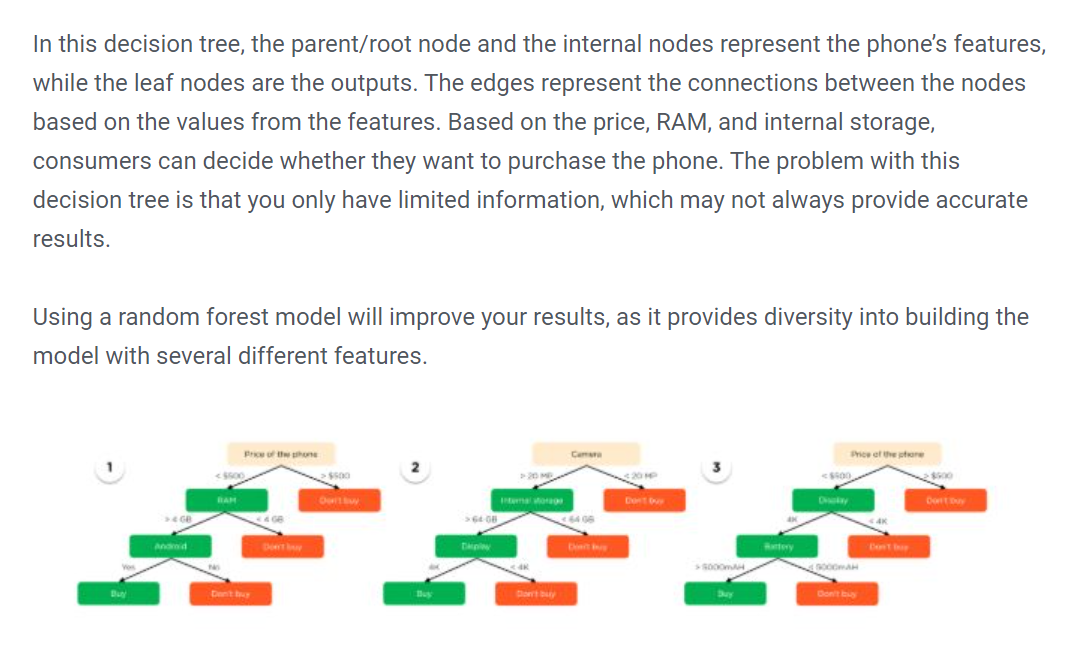 In this decision tree, the parent/root node and the internal nodes represent the phone’s features,
while the leaf nodes are the outputs. The edges represent the connections between the nodes
based on the values from the features. Based on the price, RAM, and internal storage,
consumers can decide whether they want to purchase the phone. The problem with this
decision tree is that you only have limited information, which may not always provide accurate
results.
Using a random forest model will improve your results, as it provides diversity into building the
model with several different features.
1
Price of the phone
< $500
> $500
RAM
Don't buy
> 4 GB
< 4 GB
Android
Don't buy
Yes
No
Buy
Don't buy
2
Camera
> 20 MP
< 20 MP
Internal storage
Don't buy
> 64 GB
< 64 GB
Display
Don't buy
4K
< 4K
Buy
Don't buy
3
Price of the phone
< $500
> $500
Display
Don't buy
4K
< 4K
Battery
Don't buy
> 5000mAH
< 5000mAH
Buy
Don't buy